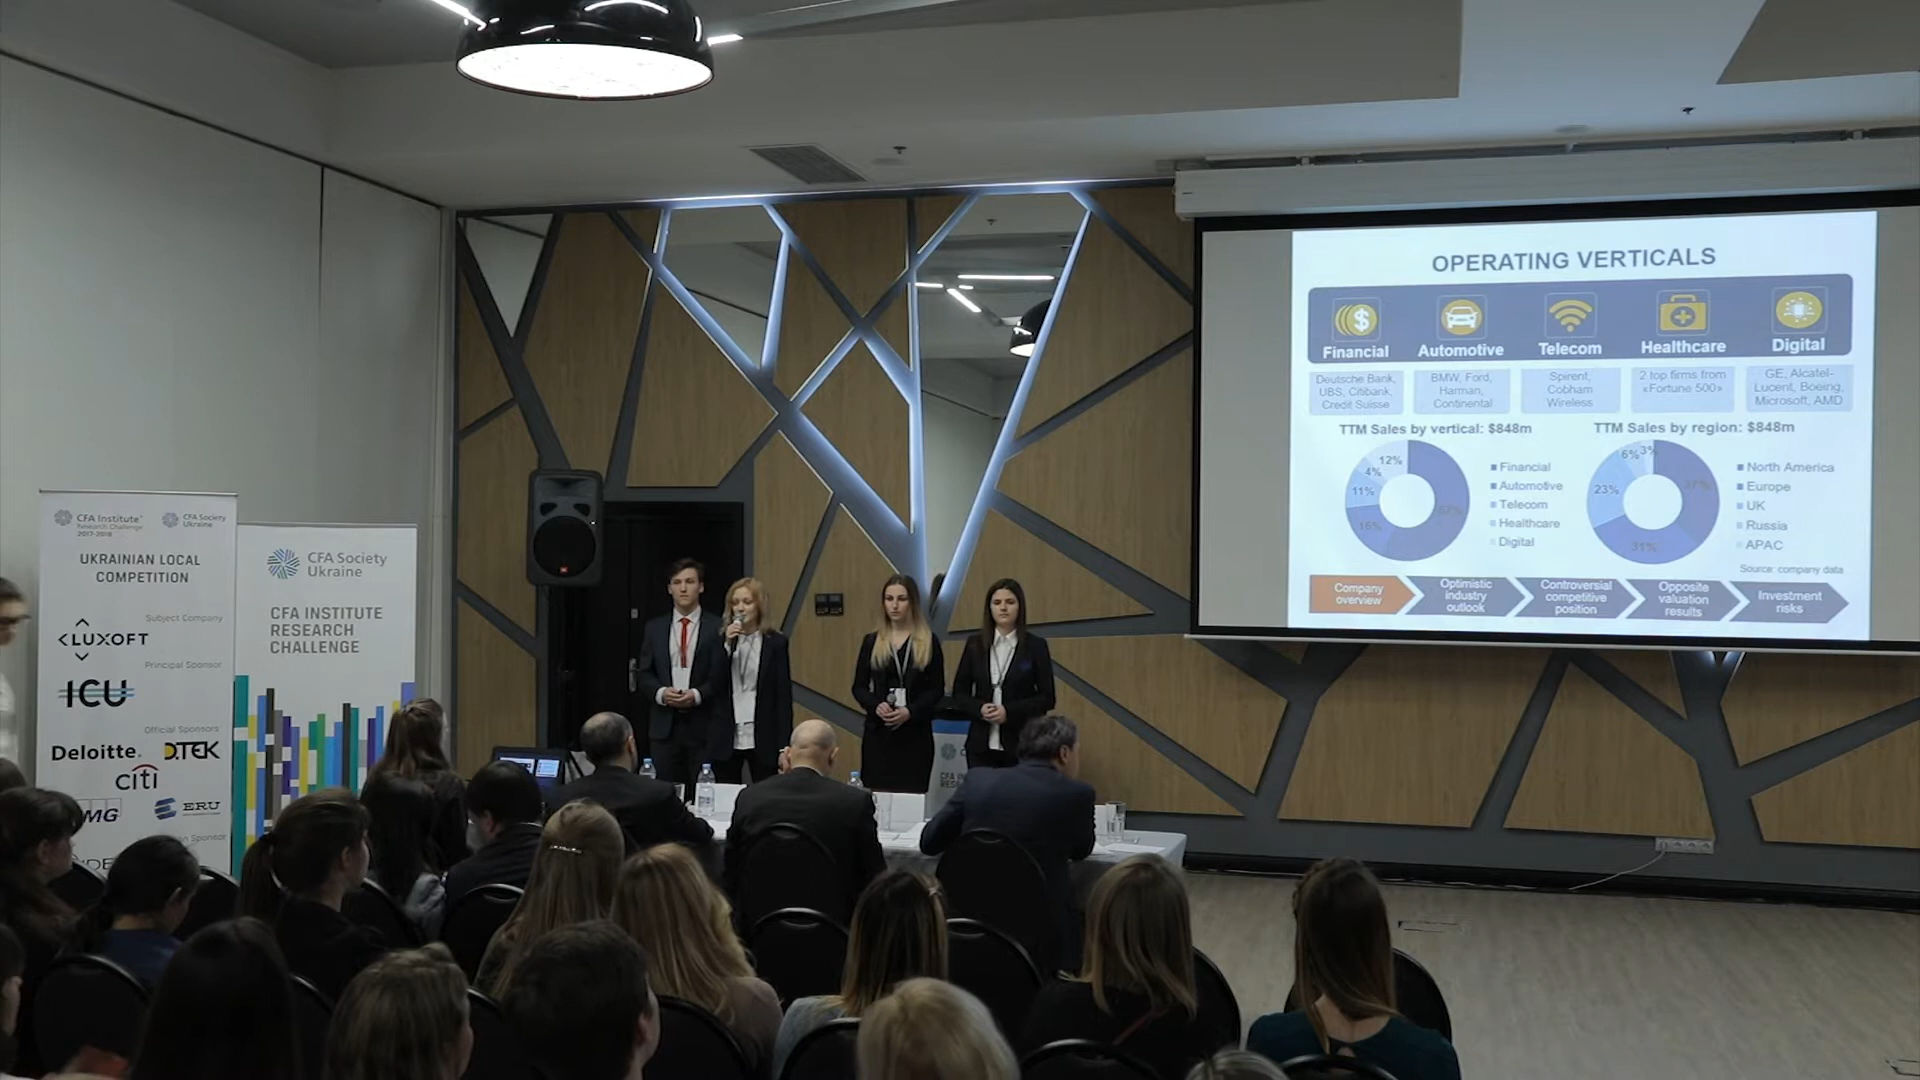 CFA Institute
Research Challenge
2017-2018
CFA Society
Ukraine
UKRAINIAN LOCAL
COMPETITION
Subject Company
LUXOFT
Principal Sponsor
ICU
Official Sponsors
Deloitte.
DTEK
citi
ERU
CFA Society
Ukraine
CFA INSTITUTE
RESEARCH
CHALLENGE
OPERATING VERTICALS
Financial Automotive Telecom Healthcare Digital
Deutsche Bank,
UBS, Citibank,
Credit Suisse
BMW, Ford,
Harman,
Continental
Spirent,
Cobham
Wireless
2 top firms from
«Fortune 500»
GE, Alcatel-
Lucent, Boeing,
Microsoft, AMD
TTM Sales by vertical: $848m
12%
4%
11%
16%
Financial
Automotive
Telecom
Healthcare
Digital
TTM Sales by region: $848m
3%
6%
23%
37%
31%
North America
Europe
UK
Russia
APAC
Source: company data
Company
overview
Optimistic
industry
outlook
Controversial
competitive
position
Opposite
valuation
results
Investment
risks